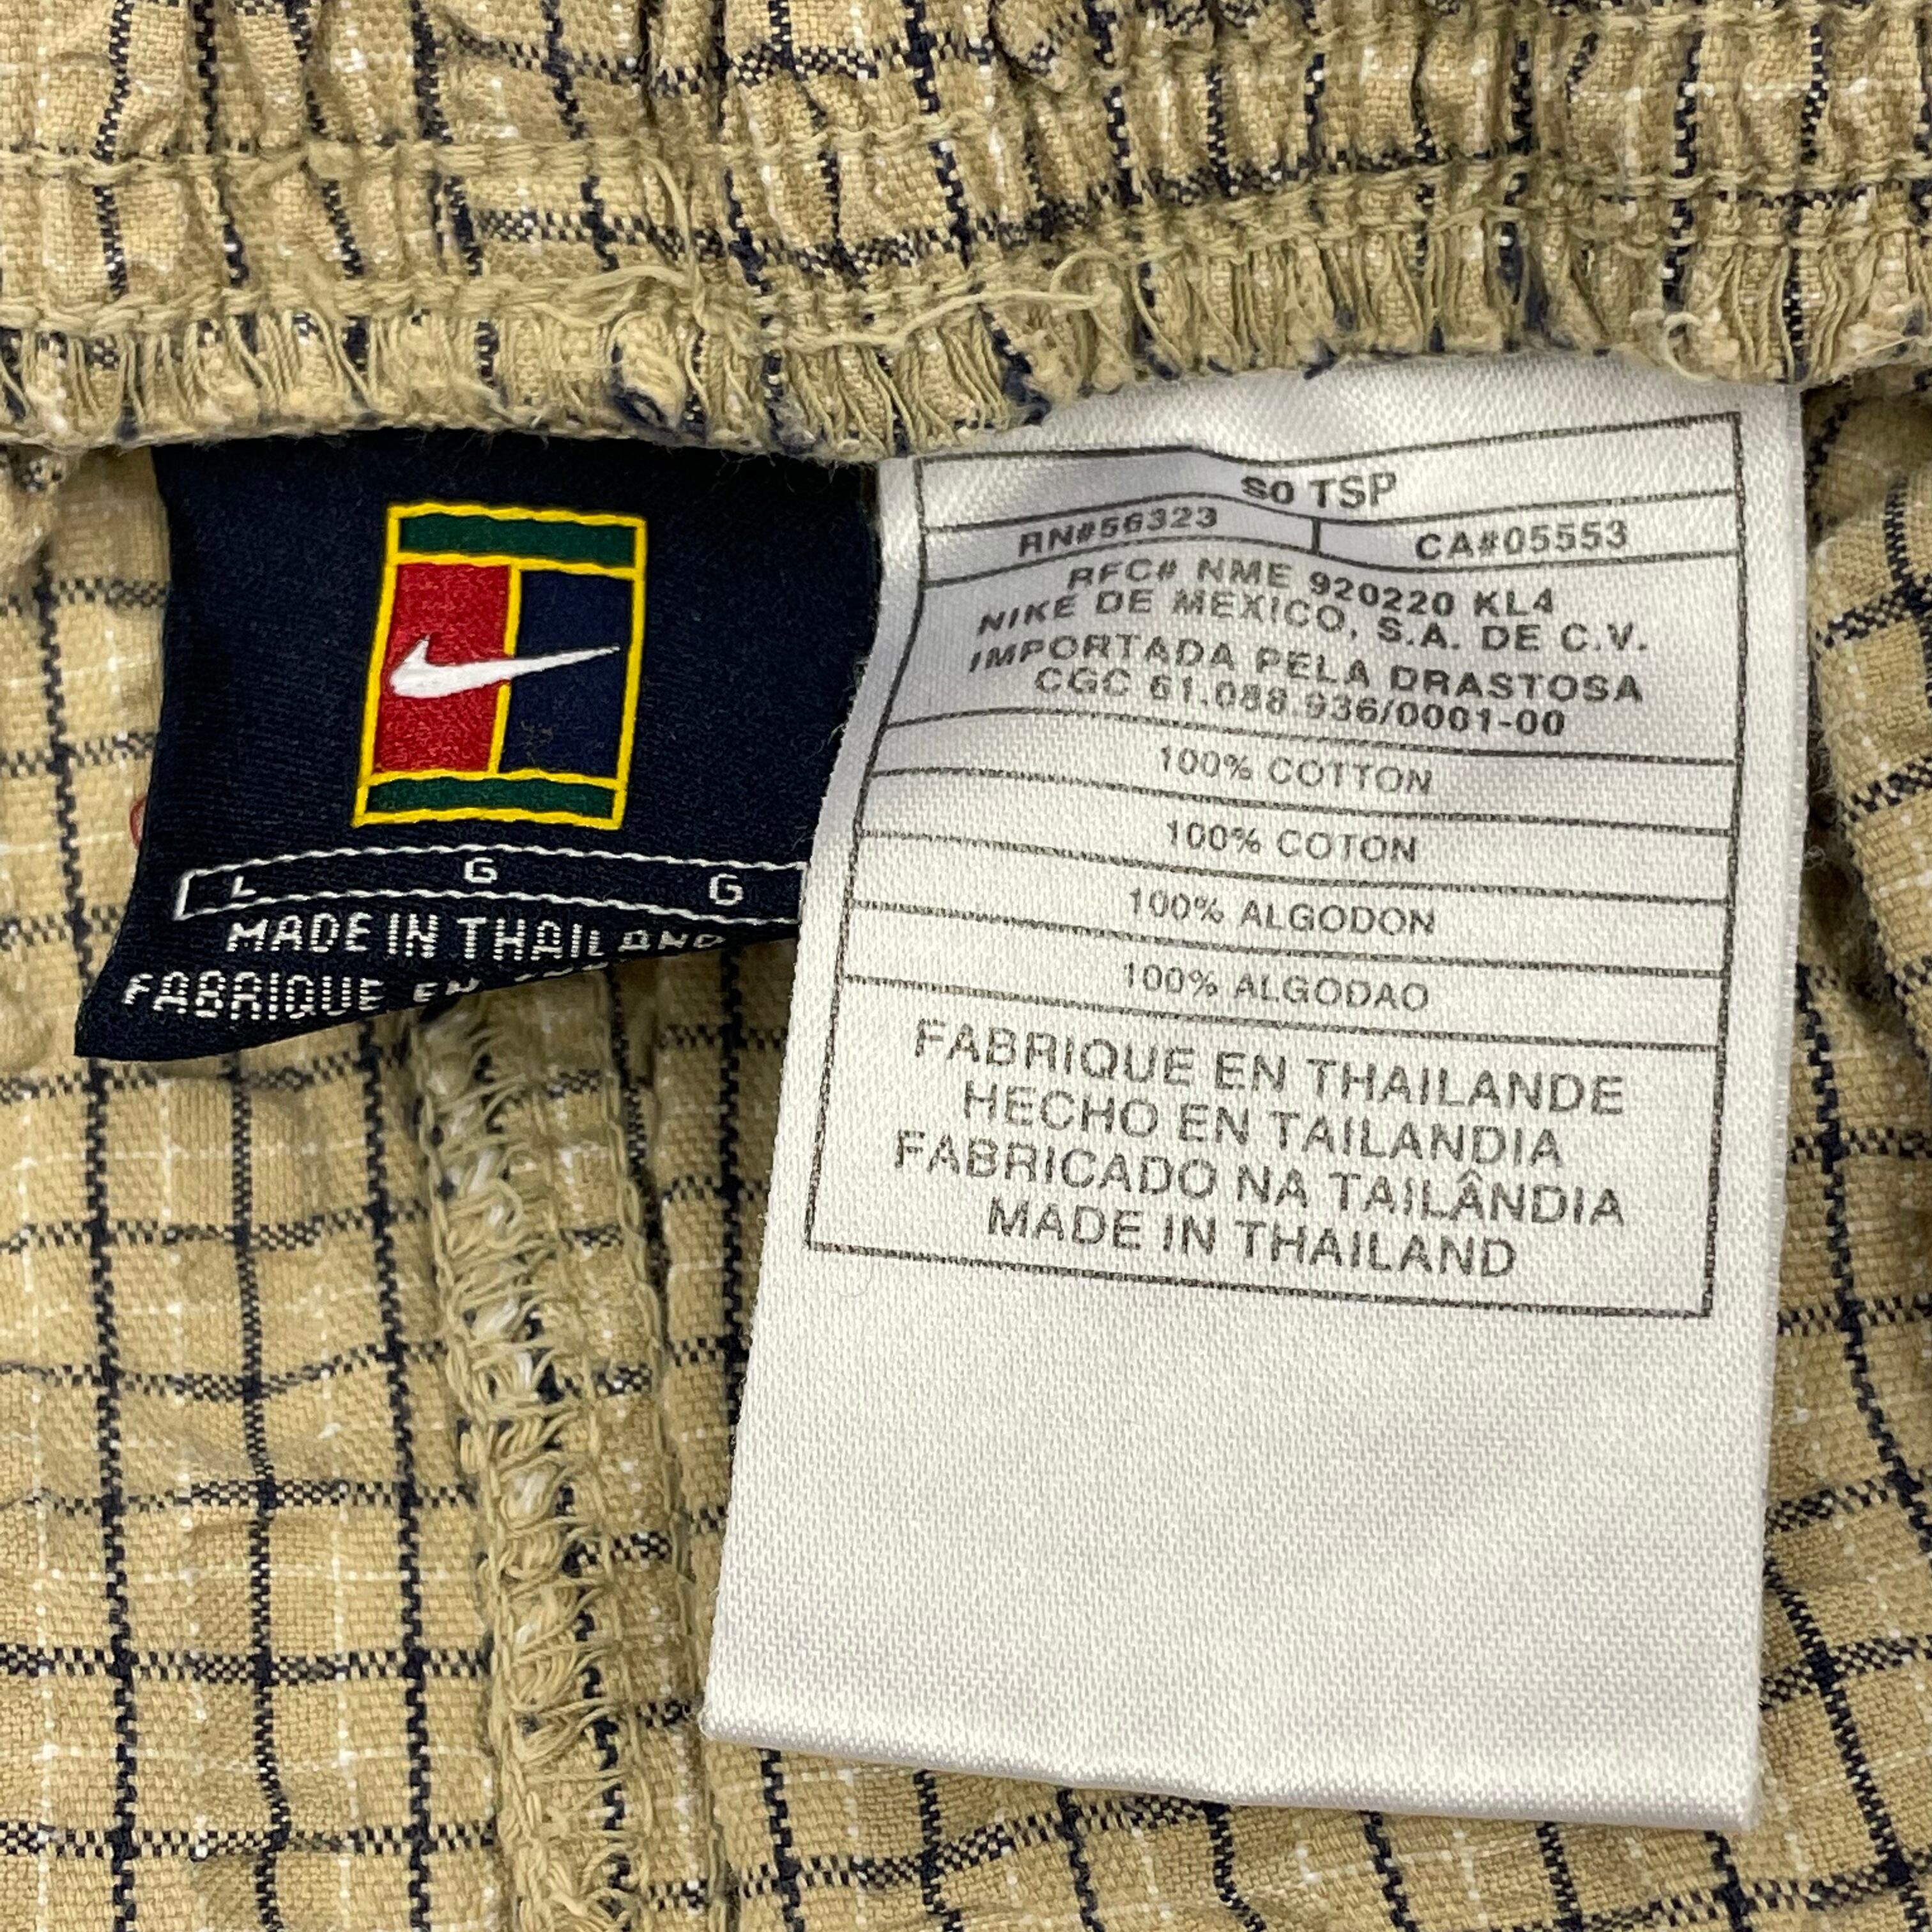 L G G
MADE IN THAILAND
FABRIQUE EN
SO TSP
RN#56323 CA#05553
RFC# NME 920220 KL4
NIKE DE MEXICO, S.A. DE C.V.
IMPORTADA PELA DRASTOSA
CGC 61.088.936/0001-00
100% COTTON
100% COTON
100% ALGODON
100% ALGODAO
FABRIQUE EN THAILANDE
HECHO EN TAILANDIA
FABRICADO NA TAILÂNDIA
MADE IN THAILAND